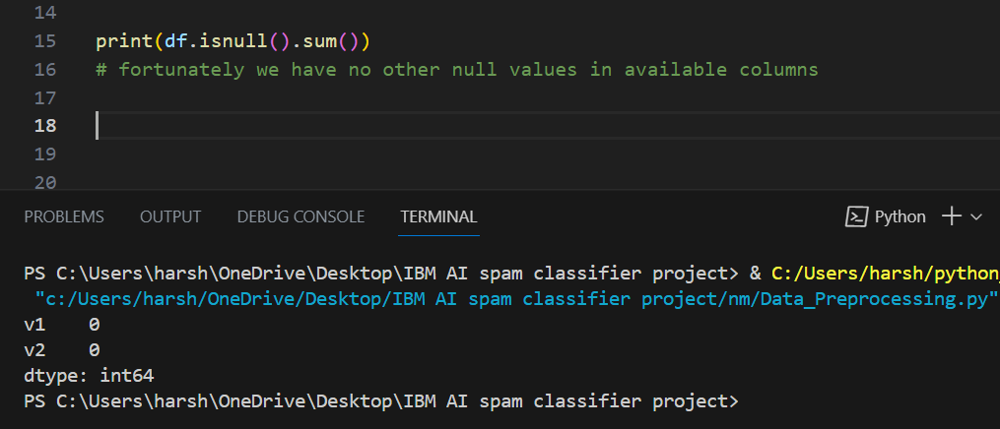 14
15 print(df.isnull().sum())
16 # fortunately we have no other null values in available columns
17
18
19
20
PROBLEMS OUTPUT DEBUG CONSOLE TERMINAL Python
PS C:\Users\harsh\OneDrive\Desktop\IBM AI spam classifier project> & C:/Users/harsh/python
"c:/Users/harsh/OneDrive/Desktop/IBM AI spam classifier project/nm/Data_Preprocessing.py"
v1 0
v2 0
dtype: int64
PS C:\Users\harsh\OneDrive\Desktop\IBM AI spam classifier project>